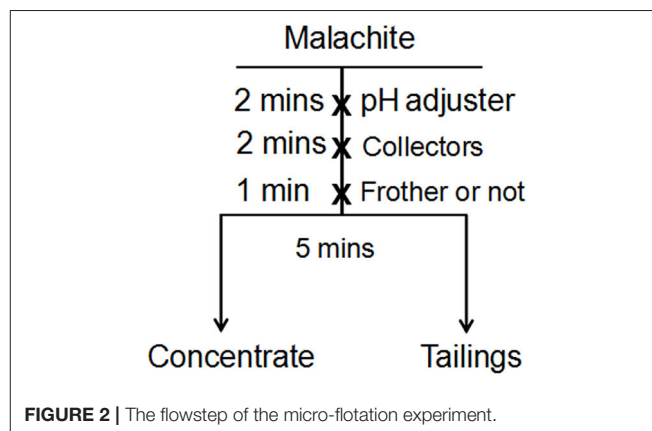 Malachite
2 mins X pH adjuster
2 mins X Collectors
1 min X Frother or not
5 mins
Concentrate Tailings
FIGURE 2 | The flowstep of the micro-flotation experiment.